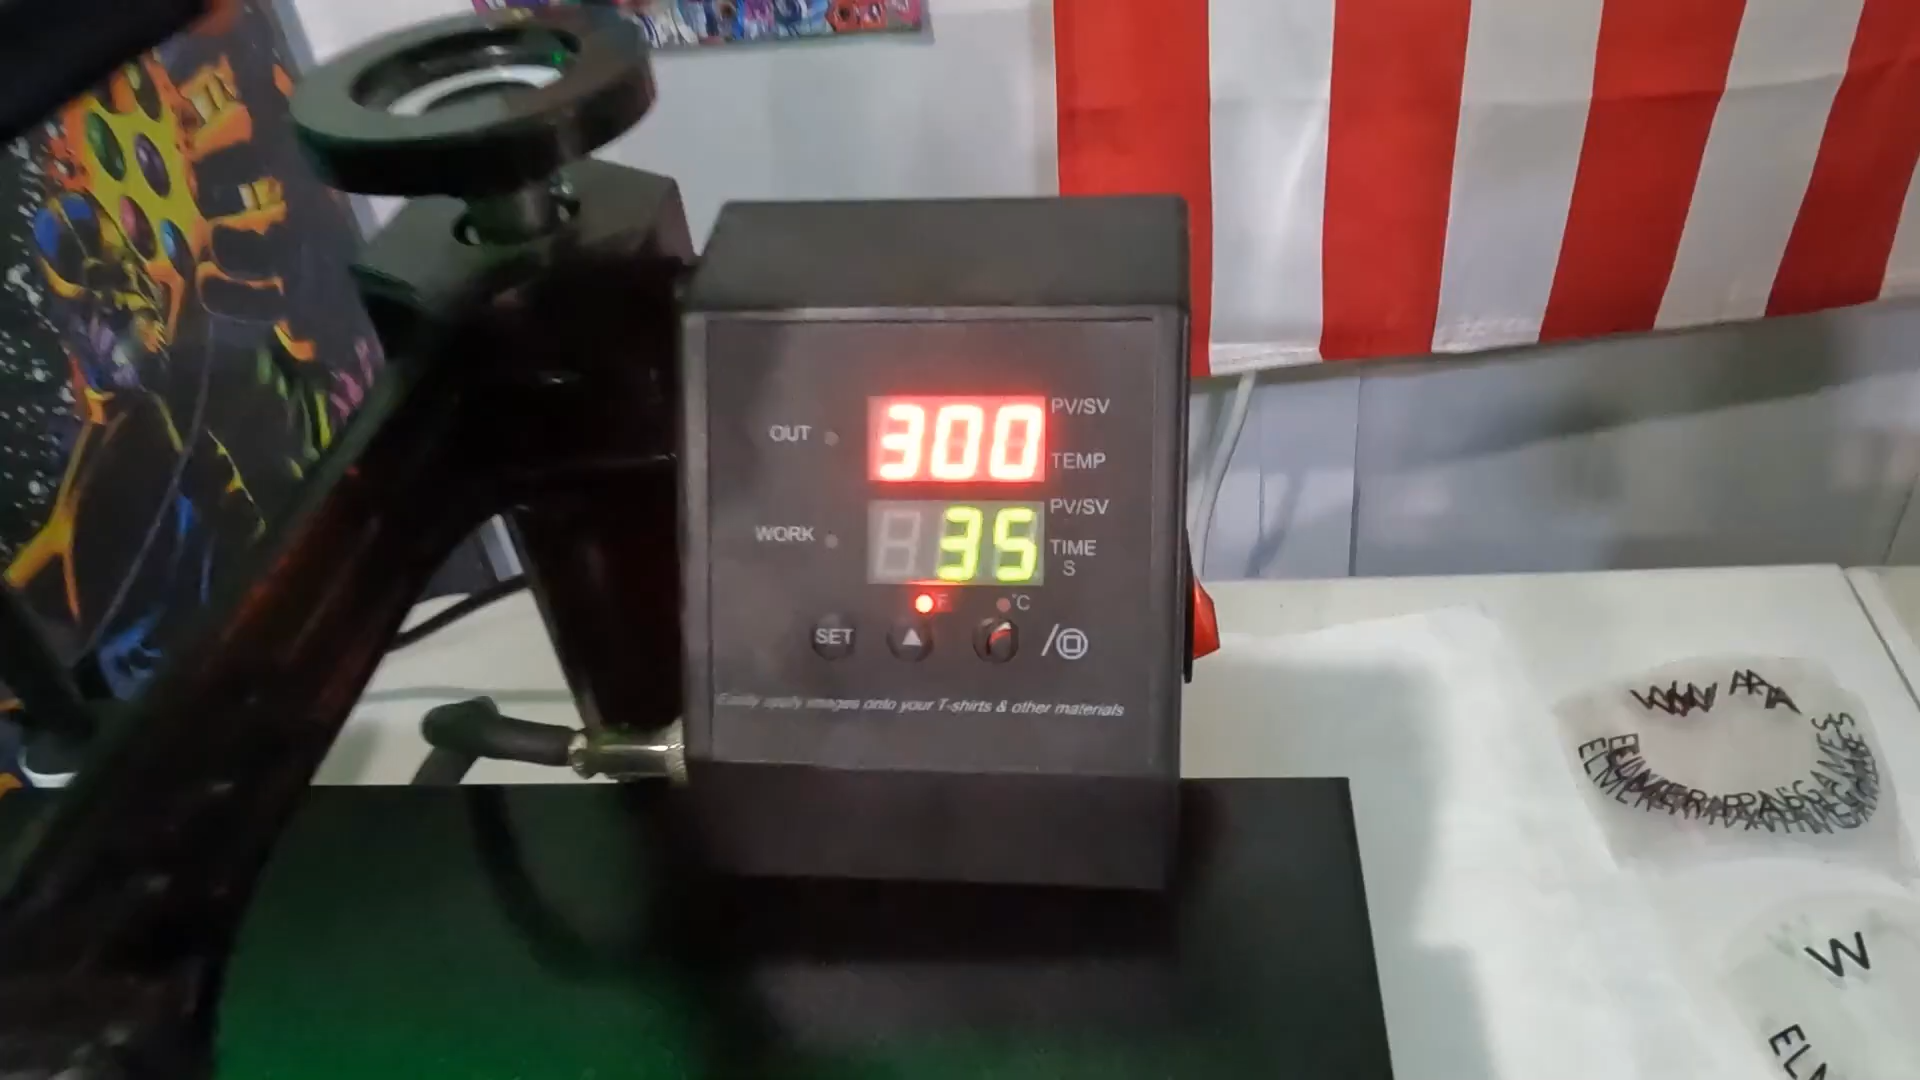 OUT
300
PV/SV
TEMP
WORK
35
PV/SV
TIME
S
°F
°C
SET
Easily apply images onto your T-shirts & other materials
W